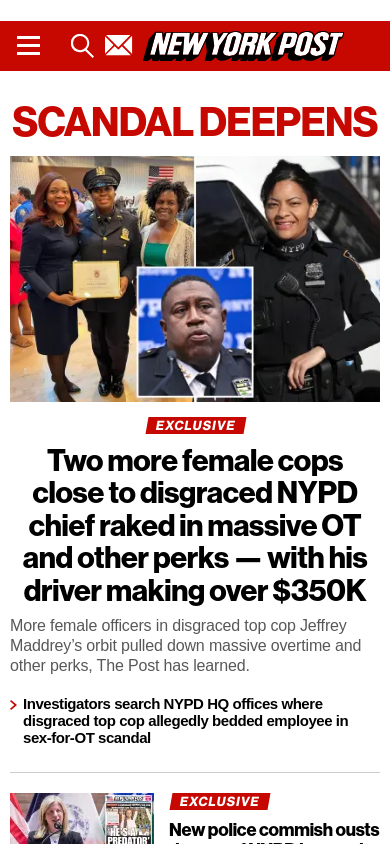 NEW YORK POST
SCANDAL DEEPENS
NYPD
EXCLUSIVE
Two more female cops
close to disgraced NYPD
chief raked in massive OT
and other perks — with his
driver making over $350K
More female officers in disgraced top cop Jeffrey
Maddrey’s orbit pulled down massive overtime and
other perks, The Post has learned.
Investigators search NYPD HQ offices where
disgraced top cop allegedly bedded employee in
sex-for-OT scandal
EXCLUSIVE
New police commish ousts
'HE'S A
PREDATOR'